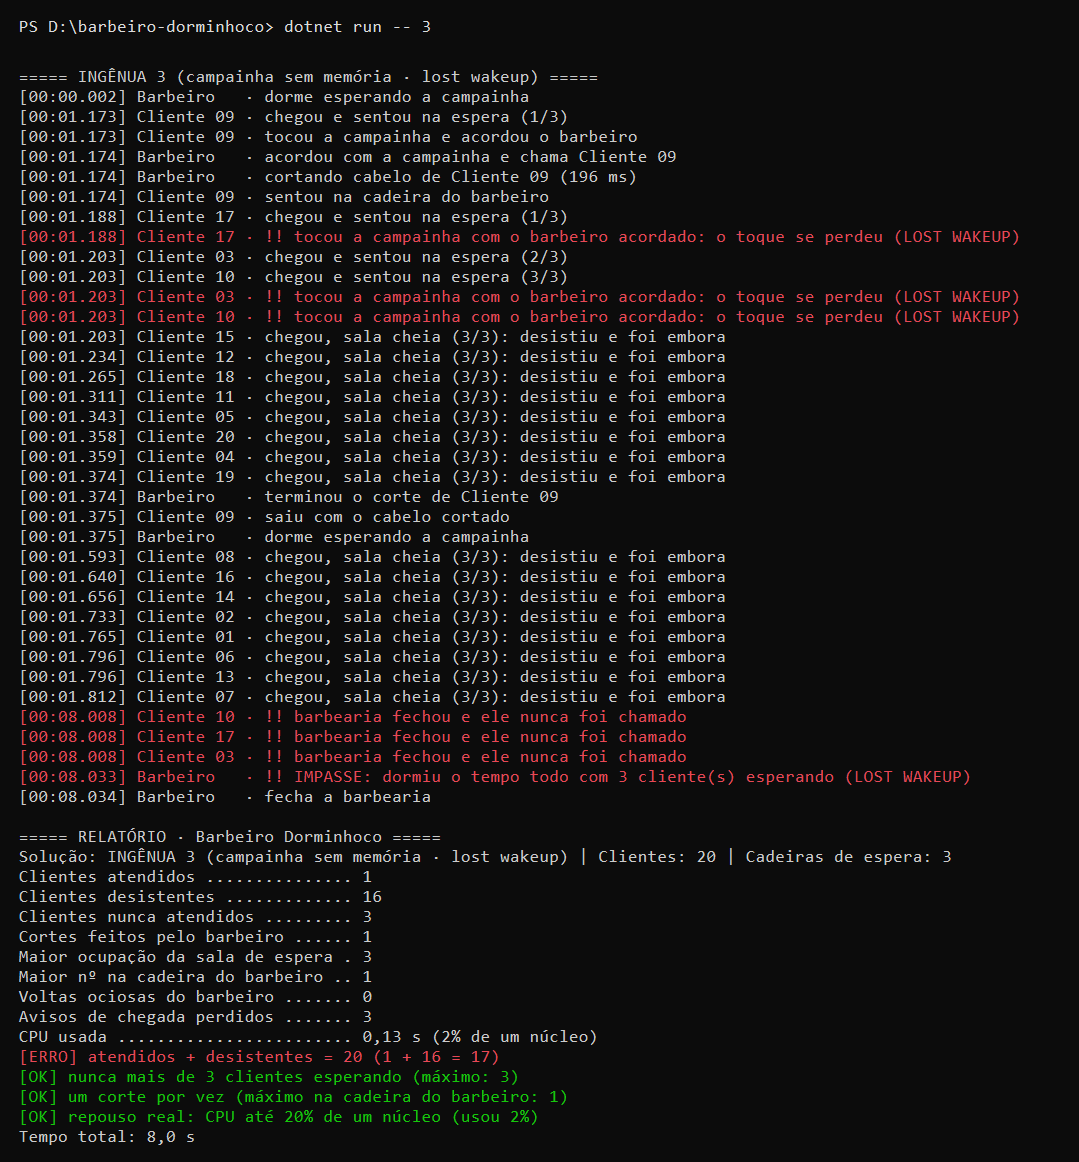 PS D:\barbeiro-dorminhoco> dotnet run -- 3
===== INGÊNUA 3 (campainha sem memória · lost wakeup) =====
[00:00.002] Barbeiro   · dorme esperando a campainha
[00:01.173] Cliente 09 · chegou e sentou na espera (1/3)
[00:01.173] Cliente 09 · tocou a campainha e acordou o barbeiro
[00:01.174] Barbeiro   · acordou com a campainha e chama Cliente 09
[00:01.174] Barbeiro   · cortando cabelo de Cliente 09 (196 ms)
[00:01.174] Cliente 09 · sentou na cadeira do barbeiro
[00:01.188] Cliente 17 · chegou e sentou na espera (1/3)
[00:01.188] Cliente 17 · !! tocou a campainha com o barbeiro acordado: o toque se perdeu (LOST WAKEUP)
[00:01.203] Cliente 03 · chegou e sentou na espera (2/3)
[00:01.203] Cliente 10 · chegou e sentou na espera (3/3)
[00:01.203] Cliente 03 · !! tocou a campainha com o barbeiro acordado: o toque se perdeu (LOST WAKEUP)
[00:01.203] Cliente 10 · !! tocou a campainha com o barbeiro acordado: o toque se perdeu (LOST WAKEUP)
[00:01.203] Cliente 15 · chegou, sala cheia (3/3): desistiu e foi embora
[00:01.234] Cliente 12 · chegou, sala cheia (3/3): desistiu e foi embora
[00:01.265] Cliente 18 · chegou, sala cheia (3/3): desistiu e foi embora
[00:01.311] Cliente 11 · chegou, sala cheia (3/3): desistiu e foi embora
[00:01.343] Cliente 05 · chegou, sala cheia (3/3): desistiu e foi embora
[00:01.358] Cliente 20 · chegou, sala cheia (3/3): desistiu e foi embora
[00:01.359] Cliente 04 · chegou, sala cheia (3/3): desistiu e foi embora
[00:01.374] Cliente 19 · chegou, sala cheia (3/3): desistiu e foi embora
[00:01.374] Barbeiro   · terminou o corte de Cliente 09
[00:01.375] Cliente 09 · saiu com o cabelo cortado
[00:01.375] Barbeiro   · dorme esperando a campainha
[00:01.593] Cliente 08 · chegou, sala cheia (3/3): desistiu e foi embora
[00:01.640] Cliente 16 · chegou, sala cheia (3/3): desistiu e foi embora
[00:01.656] Cliente 14 · chegou, sala cheia (3/3): desistiu e foi embora
[00:01.733] Cliente 02 · chegou, sala cheia (3/3): desistiu e foi embora
[00:01.765] Cliente 01 · chegou, sala cheia (3/3): desistiu e foi embora
[00:01.796] Cliente 06 · chegou, sala cheia (3/3): desistiu e foi embora
[00:01.796] Cliente 13 · chegou, sala cheia (3/3): desistiu e foi embora
[00:01.812] Cliente 07 · chegou, sala cheia (3/3): desistiu e foi embora
[00:08.008] Cliente 10 · !! barbearia fechou e ele nunca foi chamado
[00:08.008] Cliente 17 · !! barbearia fechou e ele nunca foi chamado
[00:08.008] Cliente 03 · !! barbearia fechou e ele nunca foi chamado
[00:08.033] Barbeiro   · !! IMPASSE: dormiu o tempo todo com 3 cliente(s) esperando (LOST WAKEUP)
[00:08.034] Barbeiro   · fecha a barbearia
===== RELATÓRIO · Barbeiro Dorminhoco =====
Solução: INGÊNUA 3 (campainha sem memória · lost wakeup) | Clientes: 20 | Cadeiras de espera: 3
Clientes atendidos ............... 1
Clientes desistentes ............. 16
Clientes nunca atendidos ......... 3
Cortes feitos pelo barbeiro ...... 1
Maior ocupação da sala de espera . 3
Maior nº na cadeira do barbeiro .. 1
Voltas ociosas do barbeiro ....... 0
Avisos de chegada perdidos ....... 3
CPU usada ........................ 0,13 s (2% de um núcleo)
[ERRO] atendidos + desistentes = 20 (1 + 16 = 17)
[OK] nunca mais de 3 clientes esperando (máximo: 3)
[OK] um corte por vez (máximo na cadeira do barbeiro: 1)
[OK] repouso real: CPU até 20% de um núcleo (usou 2%)
Tempo total: 8,0 s